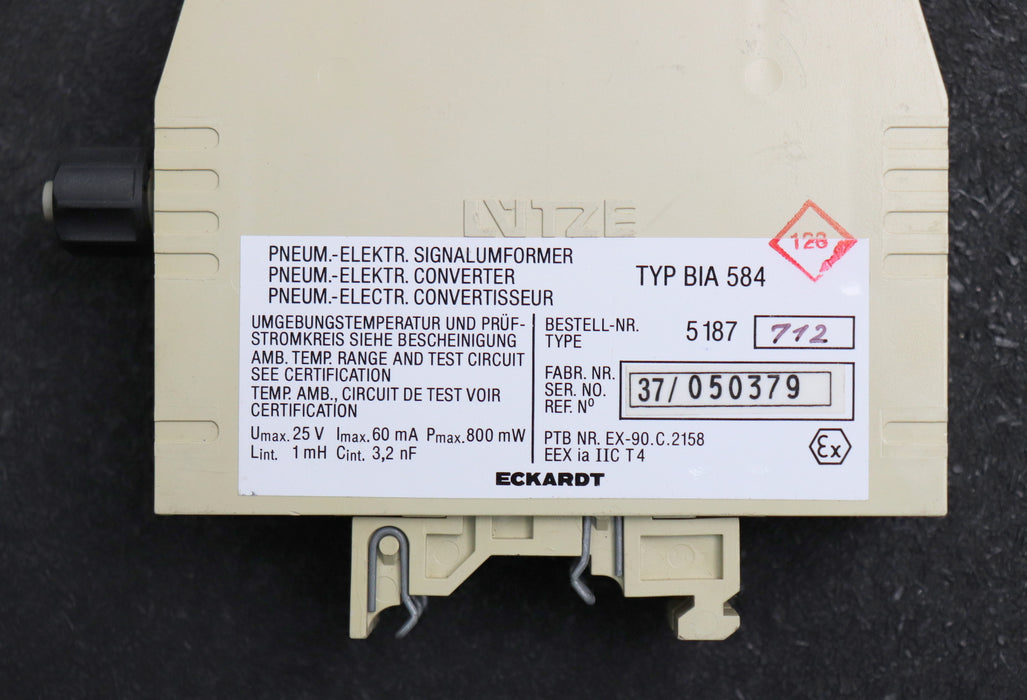 LÜTZE
128
PNEUM.-ELEKTR. SIGNALUMFORMER
PNEUM.-ELEKTR. CONVERTER
PNEUM.-ELECTR. CONVERTISSEUR
TYP BIA 584
UMGEBUNGSTEMPERATUR UND PRÜF-
STROMKREIS SIEHE BESCHEINIGUNG
AMB. TEMP. RANGE AND TEST CIRCUIT
SEE CERTIFICATION
TEMP. AMB., CIRCUIT DE TEST VOIR
CERTIFICATION
Umax. 25 V Imax. 60 mA Pmax. 800 mW
Lint. 1 mH Cint. 3,2 nF
BESTELL-NR.
TYPE
5187 712
FABR. NR.
SER. NO.
REF. Nº
37/ 050379
PTB NR. EX-90.C.2158
EEX ia IIC T4
Ex
ECKARDT